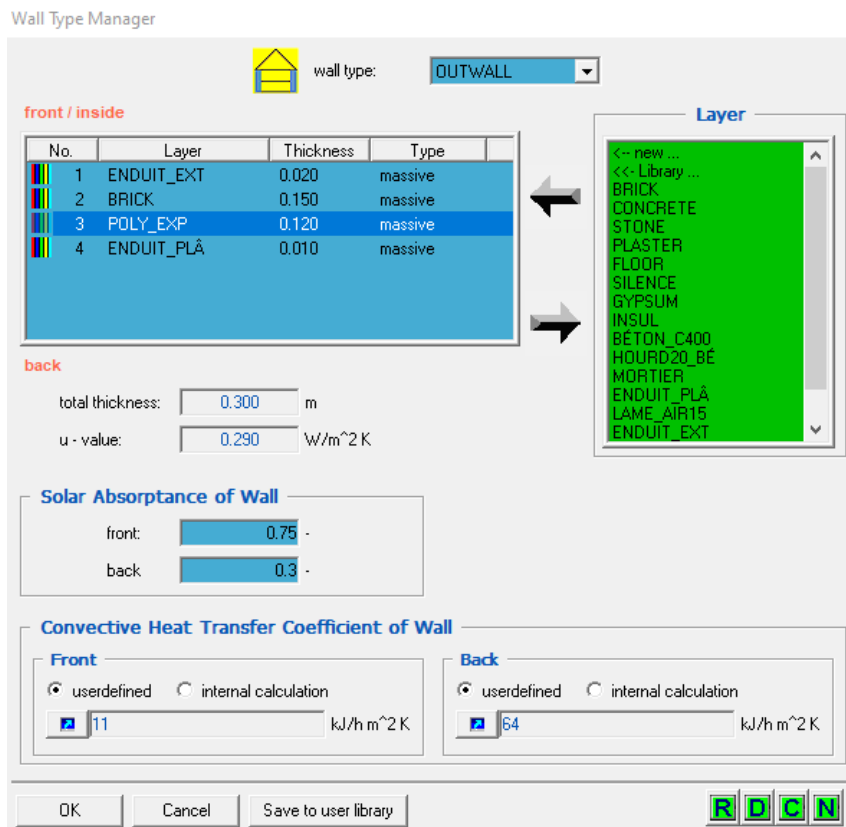 Wall Type Manager
wall type: OUTWALL
front / inside
No. Layer Thickness Type
1 ENDUIT_EXT 0.020 massive
2 BRICK 0.150 massive
3 POLY_EXP 0.120 massive
4 ENDUIT_PLÂ 0.010 massive
back
total thickness: 0.300 m
u - value: 0.290 W/m^2 K
Layer
<-- new ...
<<- Library ...
BRICK
CONCRETE
STONE
PLASTER
FLOOR
SILENCE
GYPSUM
INSUL
BÉTON_C400
HOURD20_BÉ
MORTIER
ENDUIT_PLÂ
LAME_AIR15
ENDUIT_EXT
Solar Absorptance of Wall
front: 0.75 -
back 0.3 -
Convective Heat Transfer Coefficient of Wall
Front
userdefined internal calculation
11 kJ/h m^2 K
Back
userdefined internal calculation
64 kJ/h m^2 K
OK Cancel Save to user library R D C N